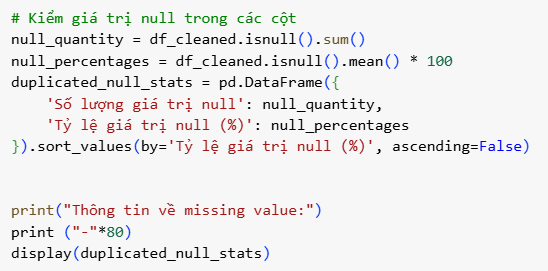 # Kiểm giá trị null trong các cột
null_quantity = df_cleaned.isnull().sum()
null_percentages = df_cleaned.isnull().mean() * 100
duplicated_null_stats = pd.DataFrame({
    'Số lượng giá trị null': null_quantity,
    'Tỷ lệ giá trị null (%)': null_percentages
}).sort_values(by='Tỷ lệ giá trị null (%)', ascending=False)
print("Thông tin về missing value:")
print ("-"*80)
display(duplicated_null_stats)